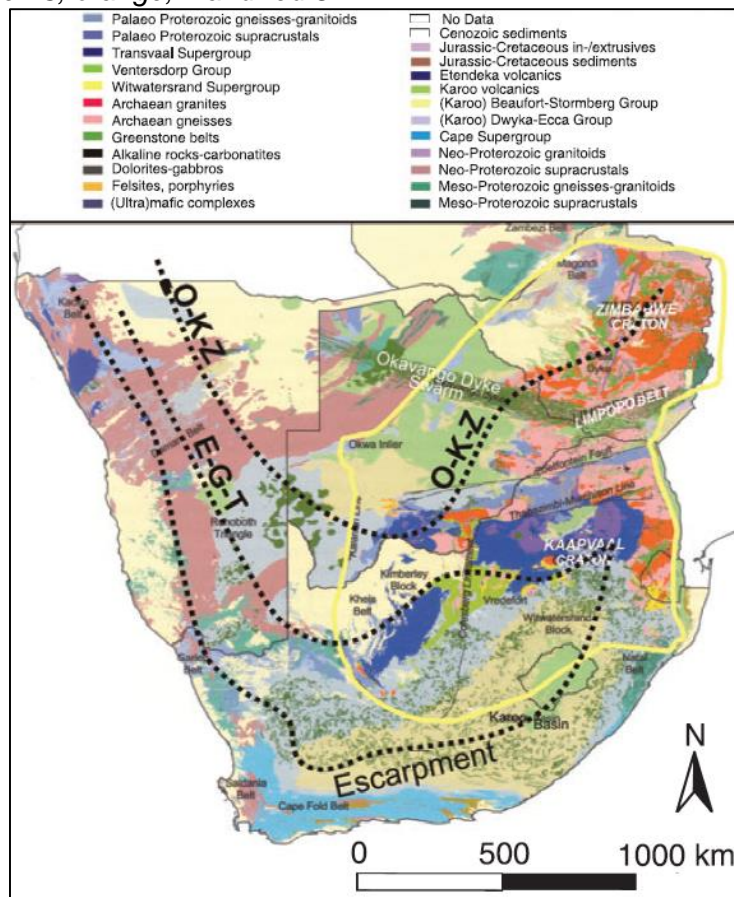 Palaeo Proterozoic gneisses-granitoids
Palaeo Proterozoic supracrustals
Transvaal Supergroup
Ventersdorp Group
Witwatersrand Supergroup
Archaean granites
Archaean gneisses
Greenstone belts
Alkaline rocks-carbonatites
Dolorites-gabbros
Felsites, porphyries
(Ultra)mafic complexes
No Data
Cenozoic sediments
Jurassic-Cretaceous in-/extrusives
Jurassic-Cretaceous sediments
Etendeka volcanics
Karoo volcanics
(Karoo) Beaufort-Stormberg Group
(Karoo) Dwyka-Ecca Group
Cape Supergroup
Neo-Proterozoic granitoids
Neo-Proterozoic supracrustals
Meso-Proterozoic gneisses-granitoids
Meso-Proterozoic supracrustals
Zambezi Belt
Magondi
Belt
Kaoko
Belt
O-K-Z
ZIMBABWE
CRATON
Dyke
Okavango Dyke
Swarm
LIMPOPO BELT
Damara Belt
E-G-T
Okwa Inlier
O-K-Z
Rehoboth
Triangle
KAAPVAAL
CRATON
Kimberley
Block
Kheis
Belt
Vredefort
Witwatersrand
Block
Gariep
Belt
Natal
Belt
Karoo
Basin
Escarpment
Saldania
Belt
Cape Fold Belt
N
0 500 1000 km